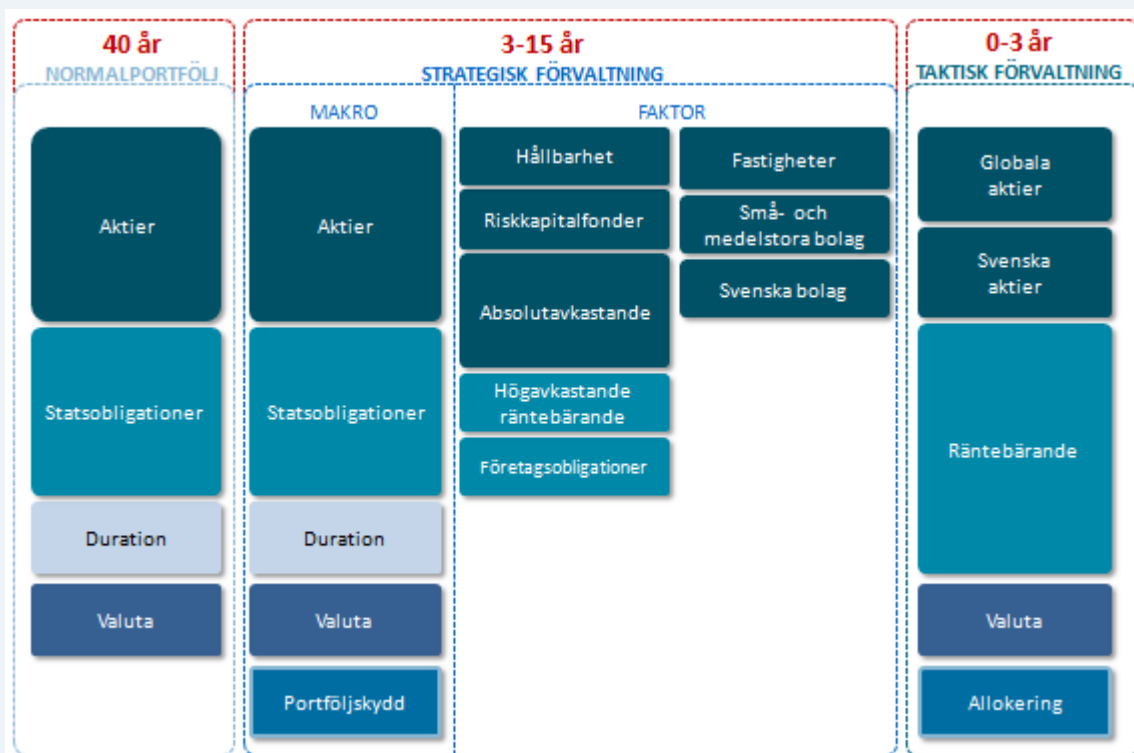 40 år
NORMALPORTFÖLJ
Aktier
Statsobligationer
Duration
Valuta
3-15 år
STRATEGISK FÖRVALTNING
MAKRO
Aktier
Statsobligationer
Duration
Valuta
Portföljskydd
FAKTOR
Hållbarhet
Riskkapitalfonder
Absolutavkastande
Högavkastande
räntebärande
Företagsobligationer
Fastigheter
Små- och
medelstora bolag
Svenska bolag
0-3 år
TAKTISK FÖRVALTNING
Globala
aktier
Svenska
aktier
Räntebärande
Valuta
Allokering